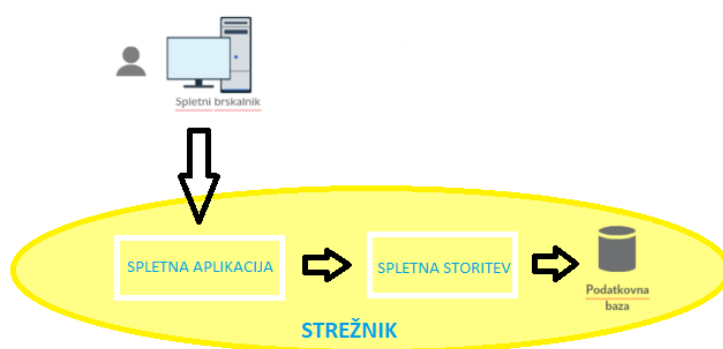 Spletni brskalnik
SPLETNA APLIKACIJA
SPLETNA STORITEV
Podatkovna
baza
STREŽNIK